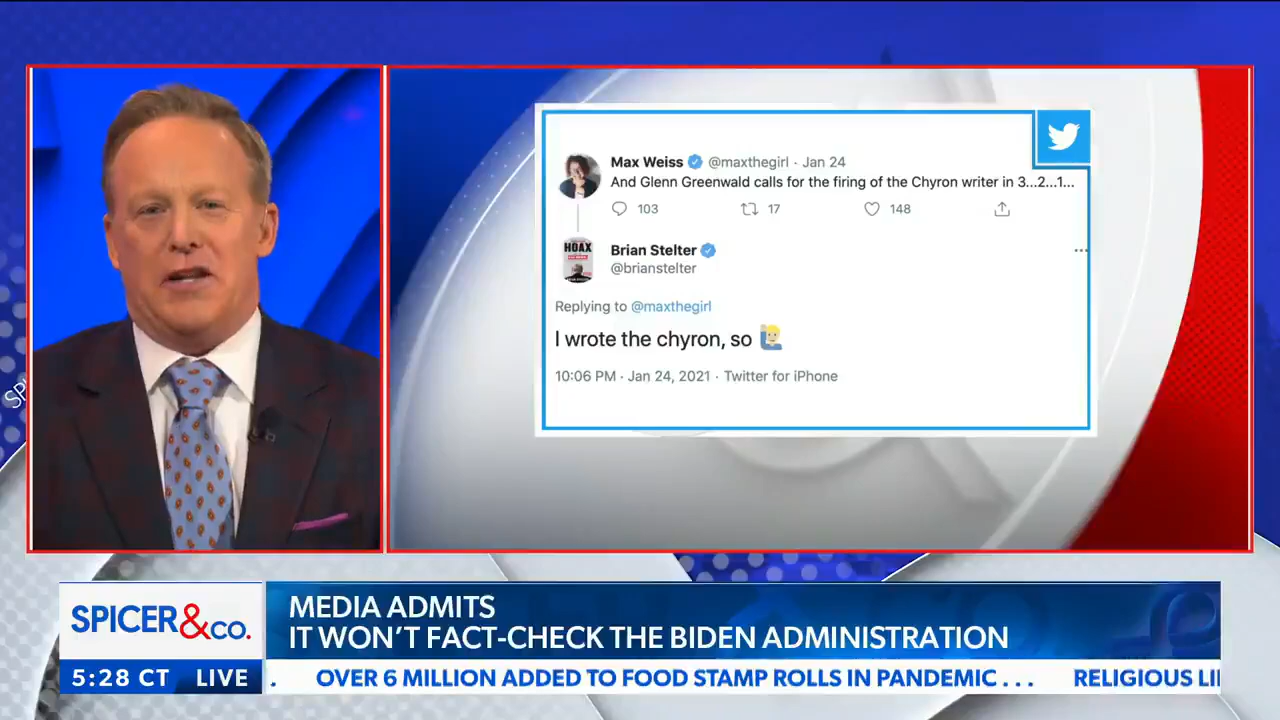 Max Weiss @maxthegirl · Jan 24
And Glenn Greenwald calls for the firing of the Chyron writer in 3...2...1...
103 17 148
HOAX
Brian Stelter
@brianstelter
Replying to @maxthegirl
I wrote the chyron, so 🙋🏼‍♂️
10:06 PM · Jan 24, 2021 · Twitter for iPhone
SP
SPICER&CO.
MEDIA ADMITS
IT WON'T FACT-CHECK THE BIDEN ADMINISTRATION
5:28 CT LIVE
. OVER 6 MILLION ADDED TO FOOD STAMP ROLLS IN PANDEMIC . . . RELIGIOUS LI